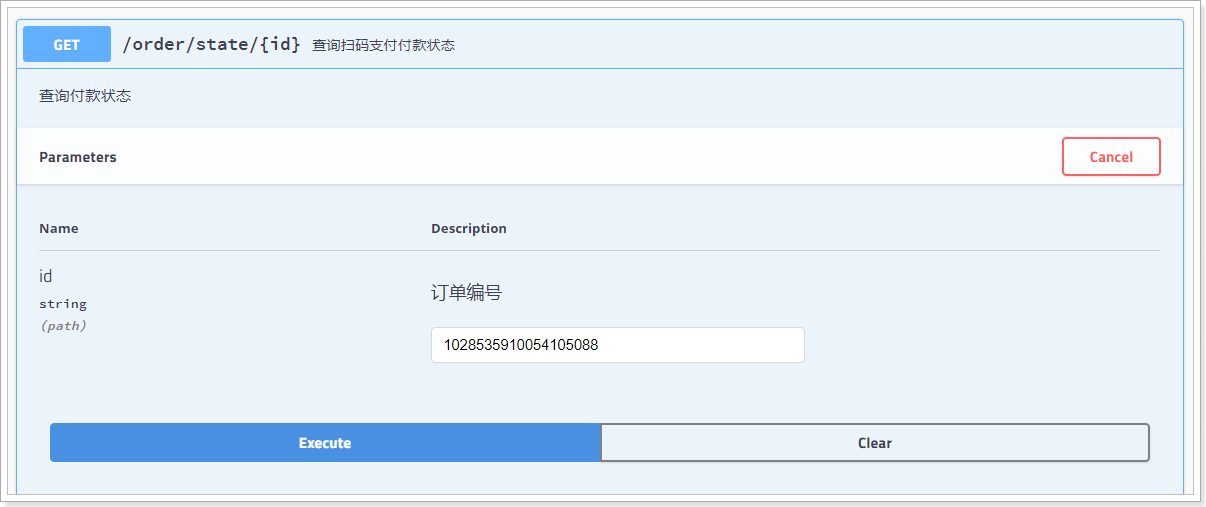 GET /order/state/{id} 查询扫码支付付款状态
查询付款状态
Parameters Cancel
Name Description
id
string
(path)
订单编号
1028535910054105088
Execute Clear